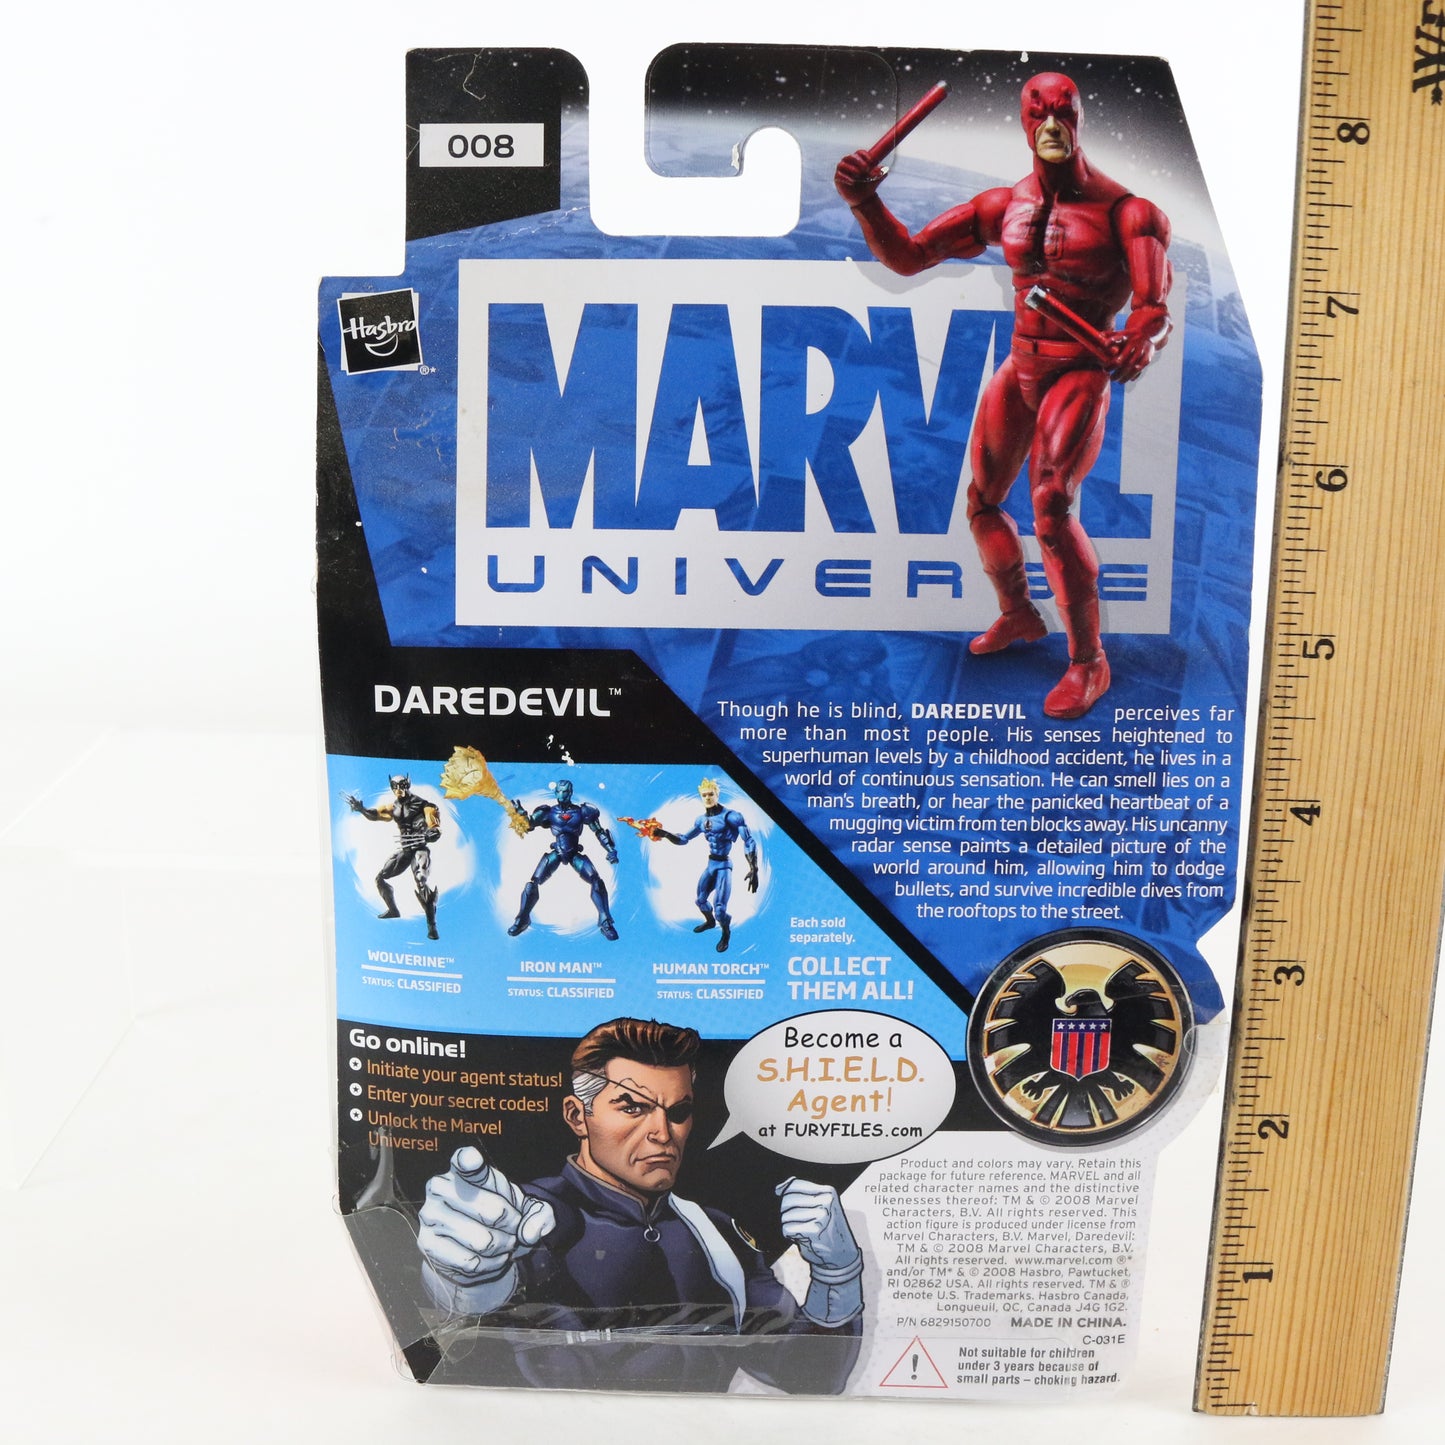 008
Hasbro
®*
MARVEL
UNIVERSE
DAREDEVIL™
Though he is blind, DAREDEVIL perceives far
more than most people. His senses heightened to
superhuman levels by a childhood accident, he lives in a
world of continuous sensation. He can smell lies on a
man's breath, or hear the panicked heartbeat of a
mugging victim from ten blocks away. His uncanny
radar sense paints a detailed picture of the
world around him, allowing him to dodge
bullets, and survive incredible dives from
the rooftops to the street.
WOLVERINE™
STATUS: CLASSIFIED
IRON MAN™
STATUS: CLASSIFIED
HUMAN TORCH™
STATUS: CLASSIFIED
Each sold
separately.
COLLECT
THEM ALL!
Go online!
Initiate your agent status!
Enter your secret codes!
Unlock the Marvel
Universe!
Become a
S.H.I.E.L.D.
Agent!
at FURYFILES.com
Product and colors may vary. Retain this
package for future reference. MARVEL and all
related character names and the distinctive
likenesses thereof: TM & © 2008 Marvel
Characters, B.V. All rights reserved. This
action figure is produced under license from
Marvel Characters, B.V. Marvel, Daredevil:
TM & © 2008 Marvel Characters, B.V.
All rights reserved. www.marvel.com ®*
and/or TM* & © 2008 Hasbro, Pawtucket,
RI 02862 USA. All rights reserved. TM & ®
denote U.S. Trademarks. Hasbro Canada,
Longueuil, QC, Canada J4G 1G2.
P/N 6829150700 MADE IN CHINA.
C-031E
Not suitable for children
under 3 years because of
small parts – choking hazard.
8
7
6
5
4
3
2
1